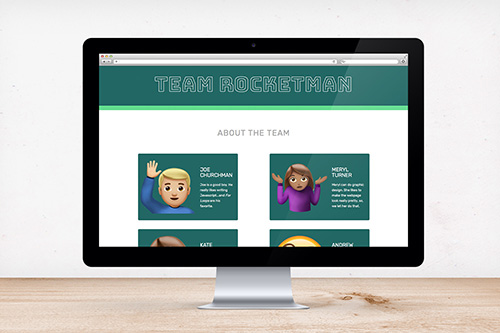 TEAM ROCKETMAN
ABOUT THE TEAM
JOE
CHURCHMAN
Joe is a good boy. He
really likes writing
Javascript, and For
Loops are his
favorite.
MERYL
TURNER
Meryl can do graphic
design. She likes to
make the webpage
look really pretty, so,
we let her do that.
KATE
ANDREW